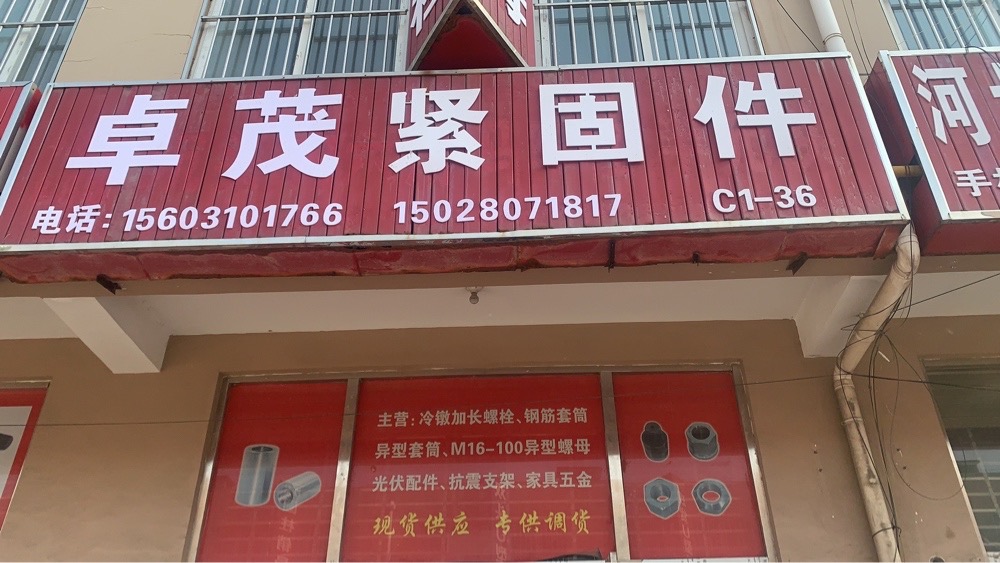 卓茂紧固件
电话:15603101766 15028071817 C1-36
河
手
主营:冷镦加长螺栓、钢筋套筒
异型套筒、M16-100异型螺母
光伏配件、抗震支架、家具五金
现货供应 专供调货